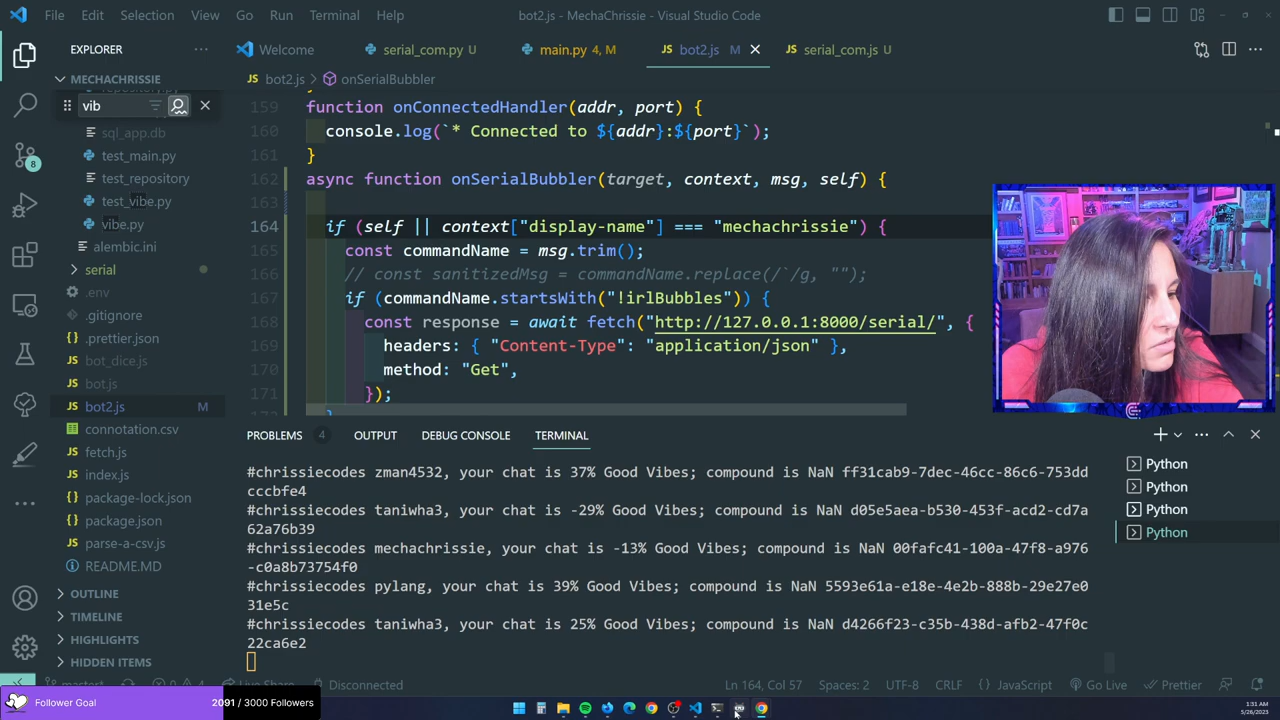 File Edit Selection View Go Run Terminal Help
bot2.js - MechaChrissie - Visual Studio Code
EXPLORER
Welcome
serial_com.py U
main.py 4, M
bot2.js M
serial_com.js U
MECHACHRISSIE
vib
sql_app.db
test_main.py
test_repository
test_vibe.py
vibe.py
alembic.ini
serial
.env
.gitignore
.prettier.json
bot_dice.js
bot.js
bot2.js M
connotation.csv
fetch.js
index.js
package-lock.json
package.json
parse-a-csv.js
README.MD
OUTLINE
TIMELINE
HIGHLIGHTS
HIDDEN ITEMS
8
bot2.js > onSerialBubbler
159 function onConnectedHandler(addr, port) {
160 console.log(`* Connected to ${addr}:${port}`);
161 }
162 async function onSerialBubbler(target, context, msg, self) {
163
164 if (self || context["display-name"] === "mechachrissie") {
165 const commandName = msg.trim();
166 // const sanitizedMsg = commandName.replace(/`/g, "");
167 if (commandName.startsWith("!irlBubbles")) {
168 const response = await fetch("http://127.0.0.1:8000/serial/", {
169 headers: { "Content-Type": "application/json" },
170 method: "Get",
171 });
PROBLEMS 4 OUTPUT DEBUG CONSOLE TERMINAL
#chrissiecodes zman4532, your chat is 37% Good Vibes; compound is NaN ff31cab9-7dec-46cc-86c6-753dd
cccbfe4
#chrissiecodes taniwha3, your chat is -29% Good Vibes; compound is NaN d05e5aea-b530-453f-acd2-cd7a
62a76b39
#chrissiecodes mechachrissie, your chat is -13% Good Vibes; compound is NaN 00fafc41-100a-47f8-a976
-c0a8b73754f0
#chrissiecodes pylang, your chat is 39% Good Vibes; compound is NaN 5593e61a-e18e-4e2b-888b-29e27e0
31e5c
#chrissiecodes taniwha3, your chat is 25% Good Vibes; compound is NaN d4266f23-c35b-438d-afb2-47f0c
22ca6e2
Python
Python
Python
Python
Disconnected
Ln 164, Col 57 Spaces: 2 UTF-8 CRLF JavaScript Go Live Prettier
Follower Goal 2091 / 3000 Followers
1:31 AM
5/26/2023